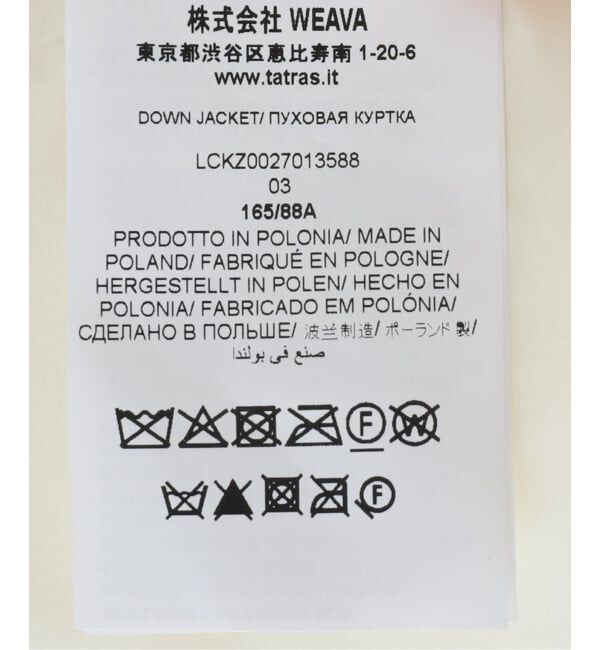 株式会社 WEAVA
東京都渋谷区恵比寿南 1-20-6
www.tatras.it
DOWN JACKET/ ПУХОВАЯ КУРТКА
LCKZ0027013588
03
165/88A
PRODOTTO IN POLONIA/ MADE IN
POLAND/ FABRIQUÉ EN POLOGNE/
HERGESTELLT IN POLEN/ HECHO EN
POLONIA/ FABRICADO EM POLÓNIA/
СДЕЛАНО В ПОЛЬШЕ/ 波兰制造/ ポーランド製/
صنع في بولندا
F W
F